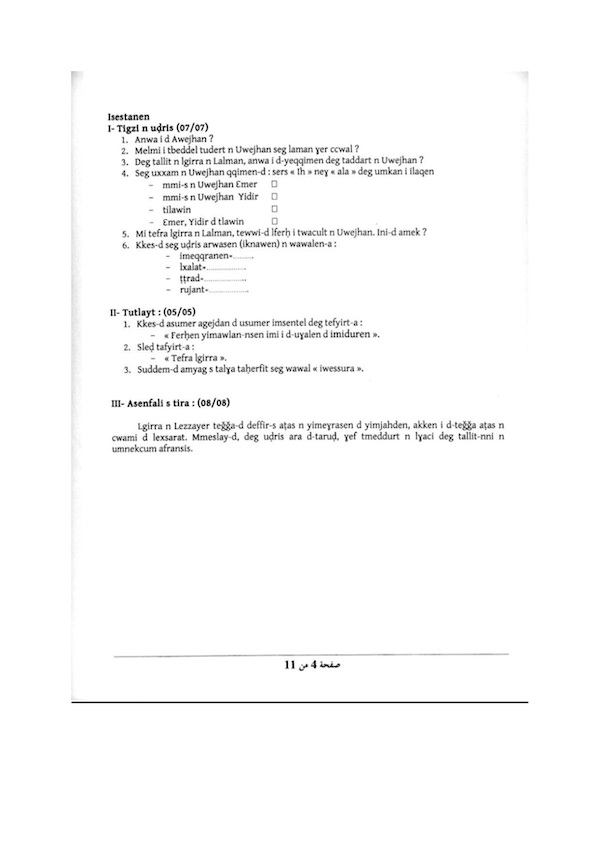 Isestanen
I- Tigzi n uḍris (07/07)
1. Anwa i d Awejhan ?
2. Melmi i tbeddel tudert n Uwejhan seg laman ɣer ccwal ?
3. Deg tallit n lgirra n Lalman, anwa i d-yeqqimen deg taddart n Uwejhan ?
4. Seg uxxam n Uwejhan qqimen-d : sers « Ih » neɣ « ala » deg umkan i ilaqen
- mmi-s n Uwejhan Ɛmer □
- mmi-s n Uwejhan Yidir □
- tilawin □
- Ɛmer, Yidir d tlawin □
5. Mi tefra lgirra n Lalman, tewwi-d lferḥ i twacult n Uwejhan. Ini-d amek ?
6. Kkes-d seg uḍris arwasen (iknawen) n wawalen-a :
- imeqqranen=..........
- lxalat=....................
- ṭṭrad=....................
- rujant=....................
II- Tutlayt : (05/05)
1. Kkes-d asumer agejdan d usumer imsentel deg tefyirt-a :
- « Ferḥen yimawlan-nsen imi i d-uɣalen d imiduren ».
2. Sleḍ tafyirt-a :
- « Tefra lgirra ».
3. Suddem-d amyag s talɣa taḥerfit seg wawal « iwessura ».
III- Asenfali s tira : (08/08)
Lgirra n Lezzayer teǧǧa-d deffir-s aṭas n yimeɣrasen d yimjahden, akken i d-teǧǧa aṭas n
cwami d lexsarat. Mmeslay-d, deg uḍris ara d-taruḍ, ɣef tmeddurt n lɣaci deg tallit-nni n
umnekcum afransis.
صفحة 4 من 11